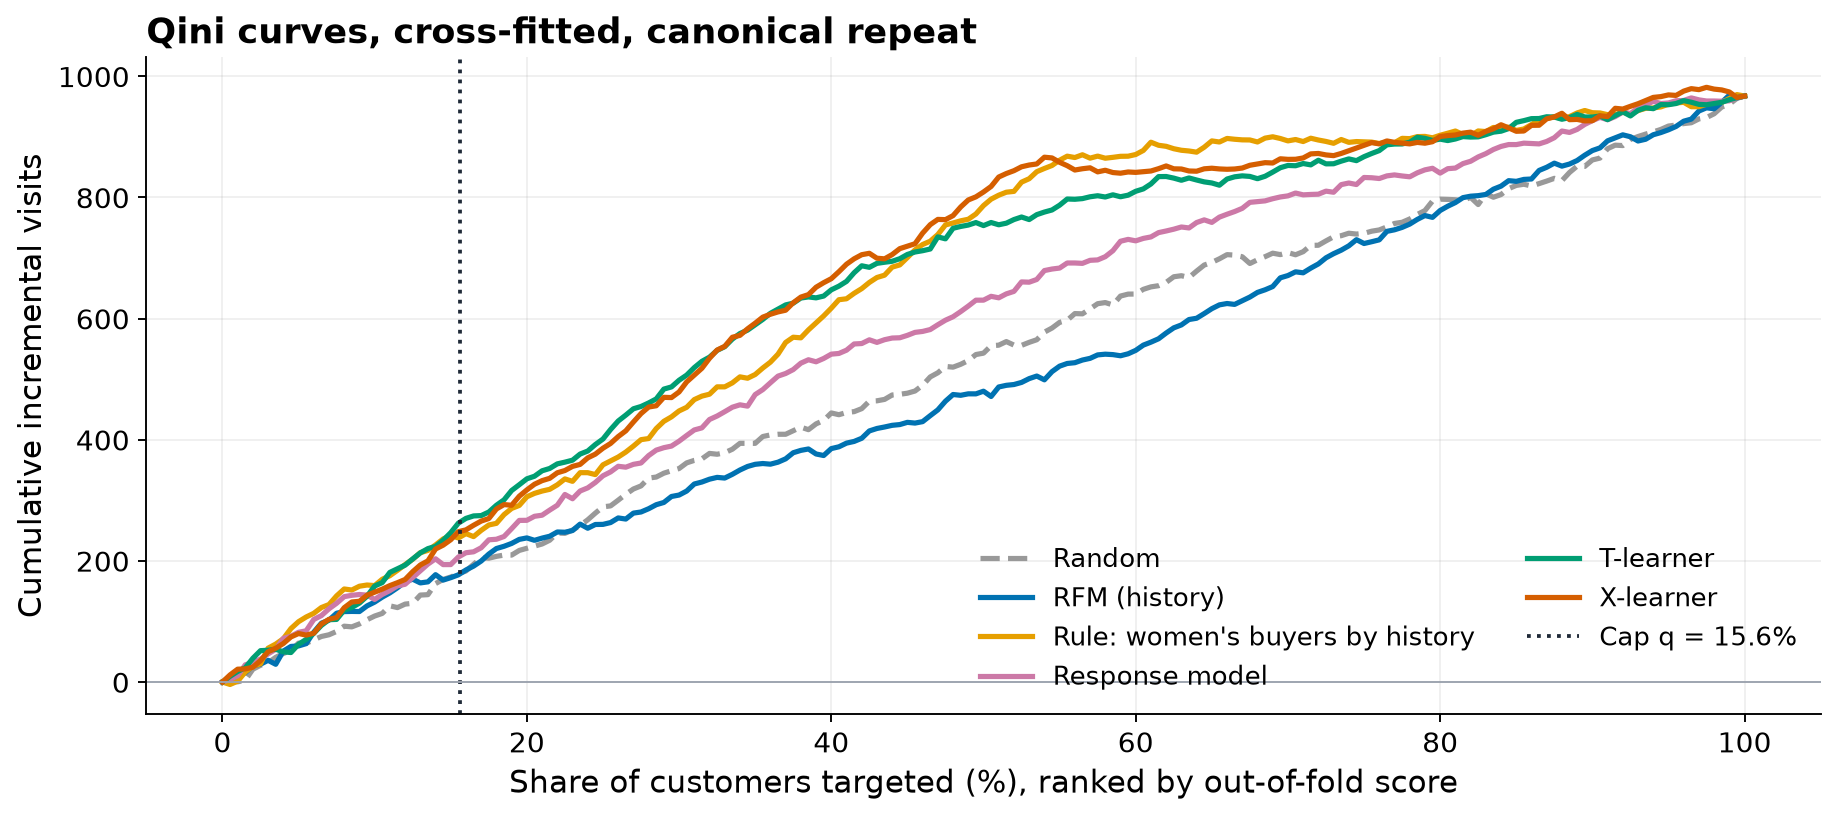 Qini curves, cross-fitted, canonical repeat
Cumulative incremental visits
1000
800
600
400
200
0
0 20 40 60 80 100
Share of customers targeted (%), ranked by out-of-fold score
Random
RFM (history)
Rule: women's buyers by history
Response model
T-learner
X-learner
Cap q = 15.6%